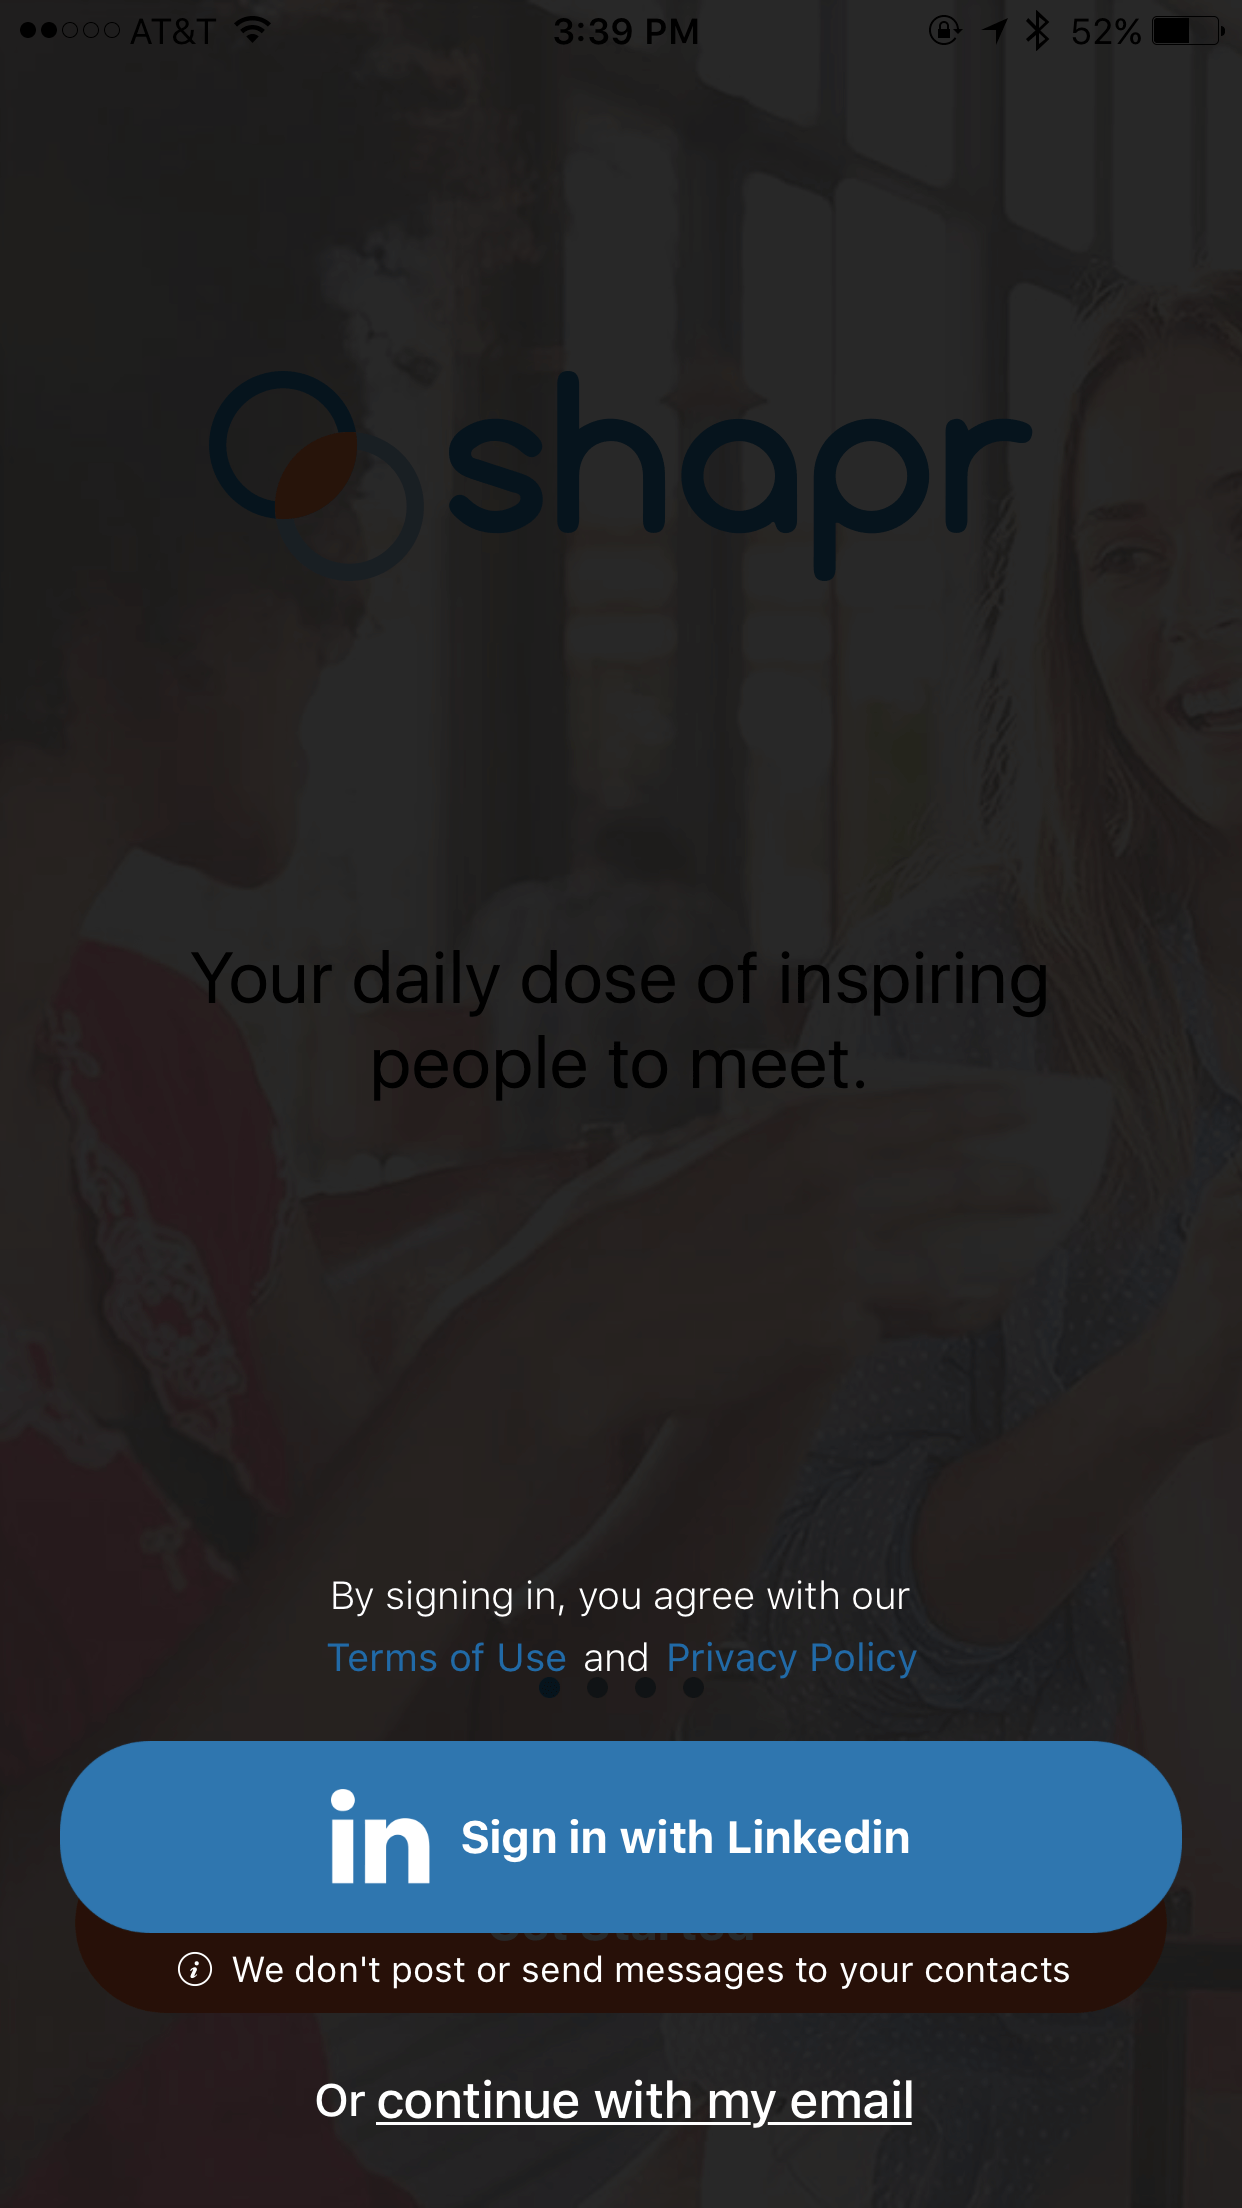 AT&T 3:39 PM 52%
shapr
Your daily dose of inspiring
people to meet.
By signing in, you agree with our
Terms of Use and Privacy Policy
in Sign in with Linkedin
Get Started
We don't post or send messages to your contacts
Or continue with my email